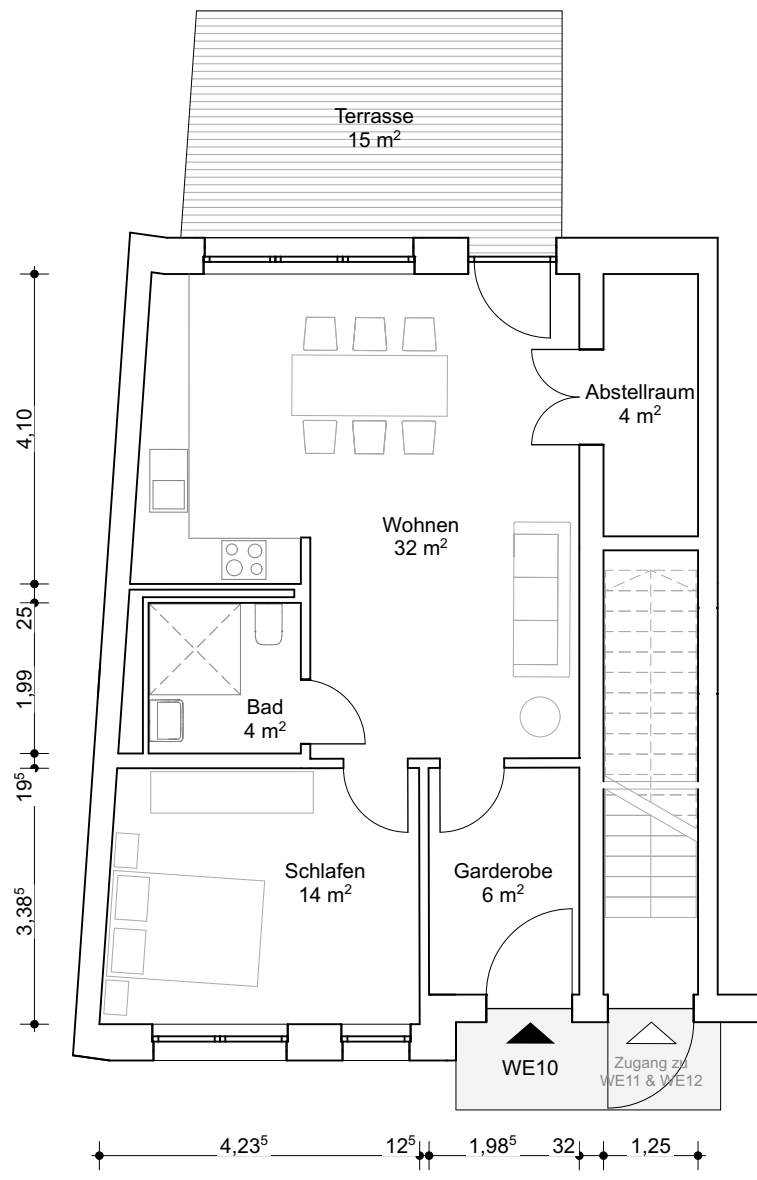 Terrasse
15 m²
Abstellraum
4 m²
4,10
Wohnen
32 m²
25
1,99
Bad
4 m²
19⁵
Schlafen
14 m²
Garderobe
6 m²
3,38⁵
WE10
Zugang zu
WE11 & WE12
4,23⁵ 12⁵ 1,98⁵ 32 1,25